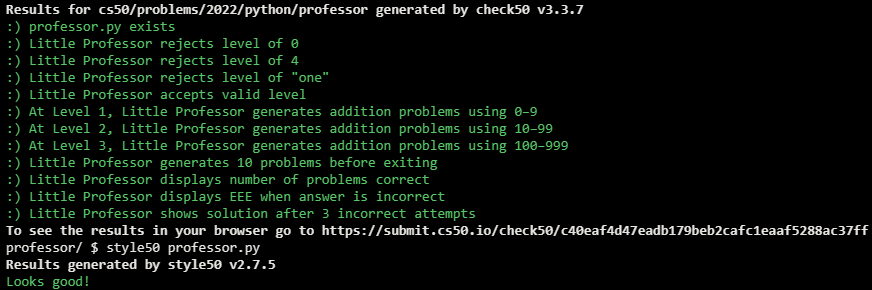 Results for cs50/problems/2022/python/professor generated by check50 v3.3.7
:) professor.py exists
:) Little Professor rejects level of 0
:) Little Professor rejects level of 4
:) Little Professor rejects level of "one"
:) Little Professor accepts valid level
:) At Level 1, Little Professor generates addition problems using 0–9
:) At Level 2, Little Professor generates addition problems using 10–99
:) At Level 3, Little Professor generates addition problems using 100–999
:) Little Professor generates 10 problems before exiting
:) Little Professor displays number of problems correct
:) Little Professor displays EEE when answer is incorrect
:) Little Professor shows solution after 3 incorrect attempts
To see the results in your browser go to https://submit.cs50.io/check50/c40eaf4d47eadb179beb2cafc1eaaf5288ac37ff
professor/ $ style50 professor.py
Results generated by style50 v2.7.5
Looks good!